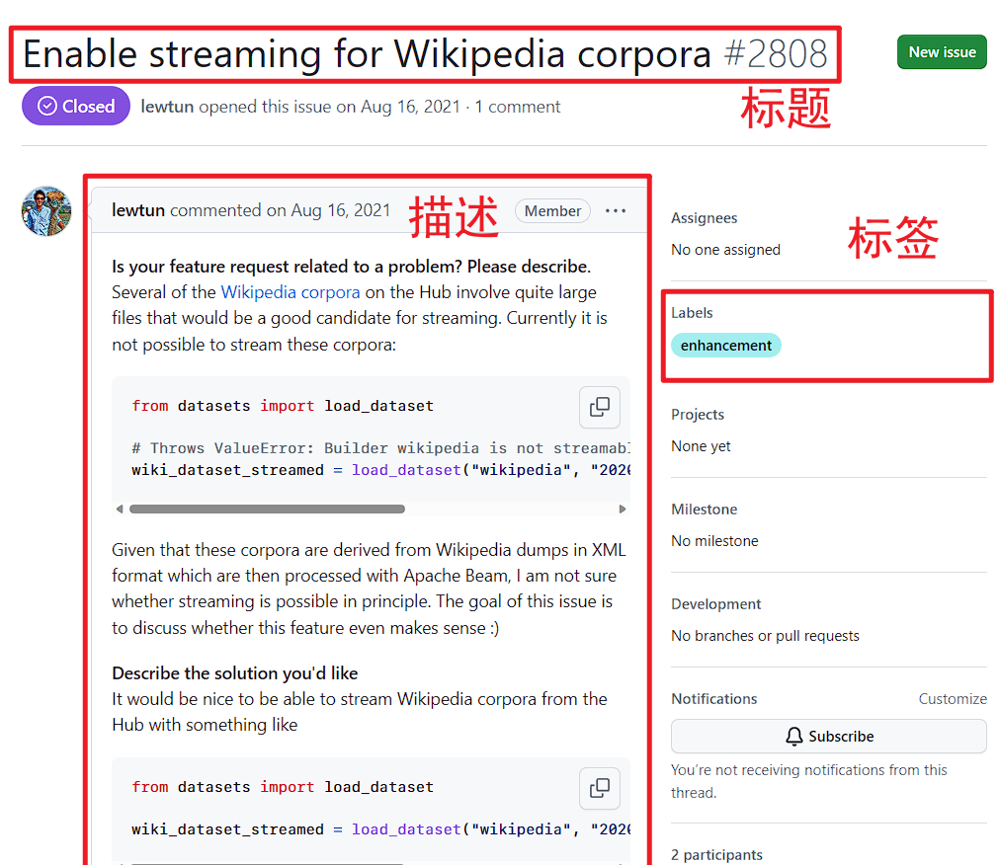 Enable streaming for Wikipedia corpora #2808
New issue
Closed
lewtun opened this issue on Aug 16, 2021 · 1 comment
标题
lewtun commented on Aug 16, 2021
描述
Member
Is your feature request related to a problem? Please describe.
Several of the Wikipedia corpora on the Hub involve quite large
files that would be a good candidate for streaming. Currently it is
not possible to stream these corpora:
from datasets import load_dataset
# Throws ValueError: Builder wikipedia is not streamabl
wiki_dataset_streamed = load_dataset("wikipedia", "2020
Given that these corpora are derived from Wikipedia dumps in XML
format which are then processed with Apache Beam, I am not sure
whether streaming is possible in principle. The goal of this issue is
to discuss whether this feature even makes sense :)
Describe the solution you'd like
It would be nice to be able to stream Wikipedia corpora from the
Hub with something like
from datasets import load_dataset
wiki_dataset_streamed = load_dataset("wikipedia", "2020
Assignees
No one assigned
标签
Labels
enhancement
Projects
None yet
Milestone
No milestone
Development
No branches or pull requests
Notifications
Customize
Subscribe
You're not receiving notifications from this
thread.
2 participants